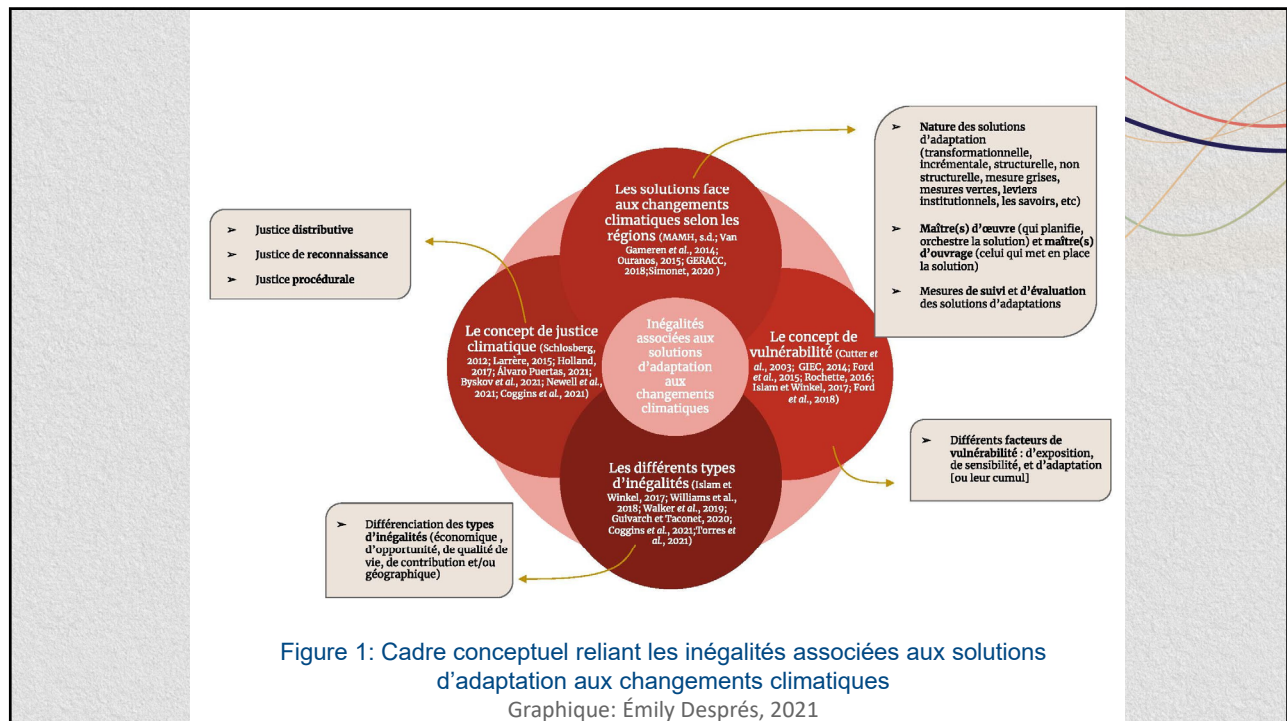 Les solutions face
aux changements
climatiques selon les
régions (MAMH, s.d.; Van
Gameren et al., 2014;
Ouranos, 2015; GERACC,
2018;Simonet, 2020 )
➢ Nature des solutions
d'adaptation
(transformationnelle,
incrémentale, structurelle, non
structurelle, mesure grises,
mesures vertes, leviers
institutionnels, les savoirs, etc)
➢ Maître(s) d'œuvre (qui planifie,
orchestre la solution) et maître(s)
d'ouvrage (celui qui met en place
la solution)
➢ Mesures de suivi et d'évaluation
des solutions d'adaptations
➢ Justice distributive
➢ Justice de reconnaissance
➢ Justice procédurale
Le concept de justice
climatique (Schlosberg,
2012; Larrère, 2015; Holland,
2017; Álvaro Puertas, 2021;
Byskov et al., 2021; Newell et al.,
2021; Coggins et al., 2021)
Inégalités
associées aux
solutions
d'adaptation
aux
changements
climatiques
Le concept de
vulnérabilité (Cutter et
al., 2003; GIEC, 2014; Ford
et al., 2015; Rochette, 2016;
Islam et Winkel, 2017; Ford
et al., 2018)
➢ Différents facteurs de
vulnérabilité : d'exposition,
de sensibilité, et d'adaptation
[ou leur cumul]
Les différents types
d'inégalités (Islam et
Winkel, 2017; Williams et al.,
2018; Walker et al., 2019;
Guivarch et Taconet, 2020;
Coggins et al., 2021;Torres et
al., 2021)
➢ Différenciation des types
d'inégalités (économique ,
d'opportunité, de qualité de
vie, de contribution et/ou
géographique)
Figure 1: Cadre conceptuel reliant les inégalités associées aux solutions
d'adaptation aux changements climatiques
Graphique: Émily Després, 2021